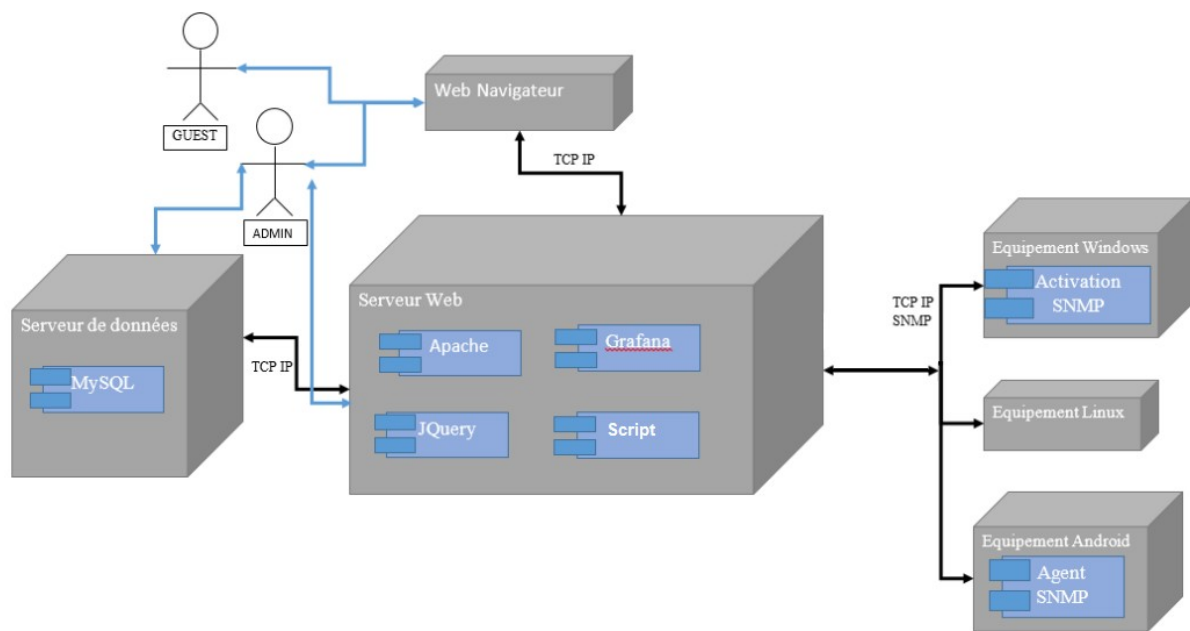 GUEST
ADMIN
Web Navigateur
TCP IP
Serveur de données
MySQL
TCP IP
Serveur Web
Apache
Grafana
JQuery
Script
TCP IP
SNMP
Equipement Windows
Activation
SNMP
Equipement Linux
Equipement Android
Agent
SNMP